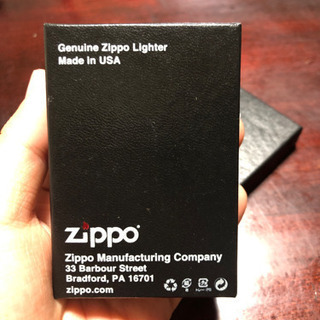 Genuine Zippo Lighter
Made in USA
zippo
Zippo Manufacturing Company
33 Barbour Street
Bradford, PA 16701
zippo.com